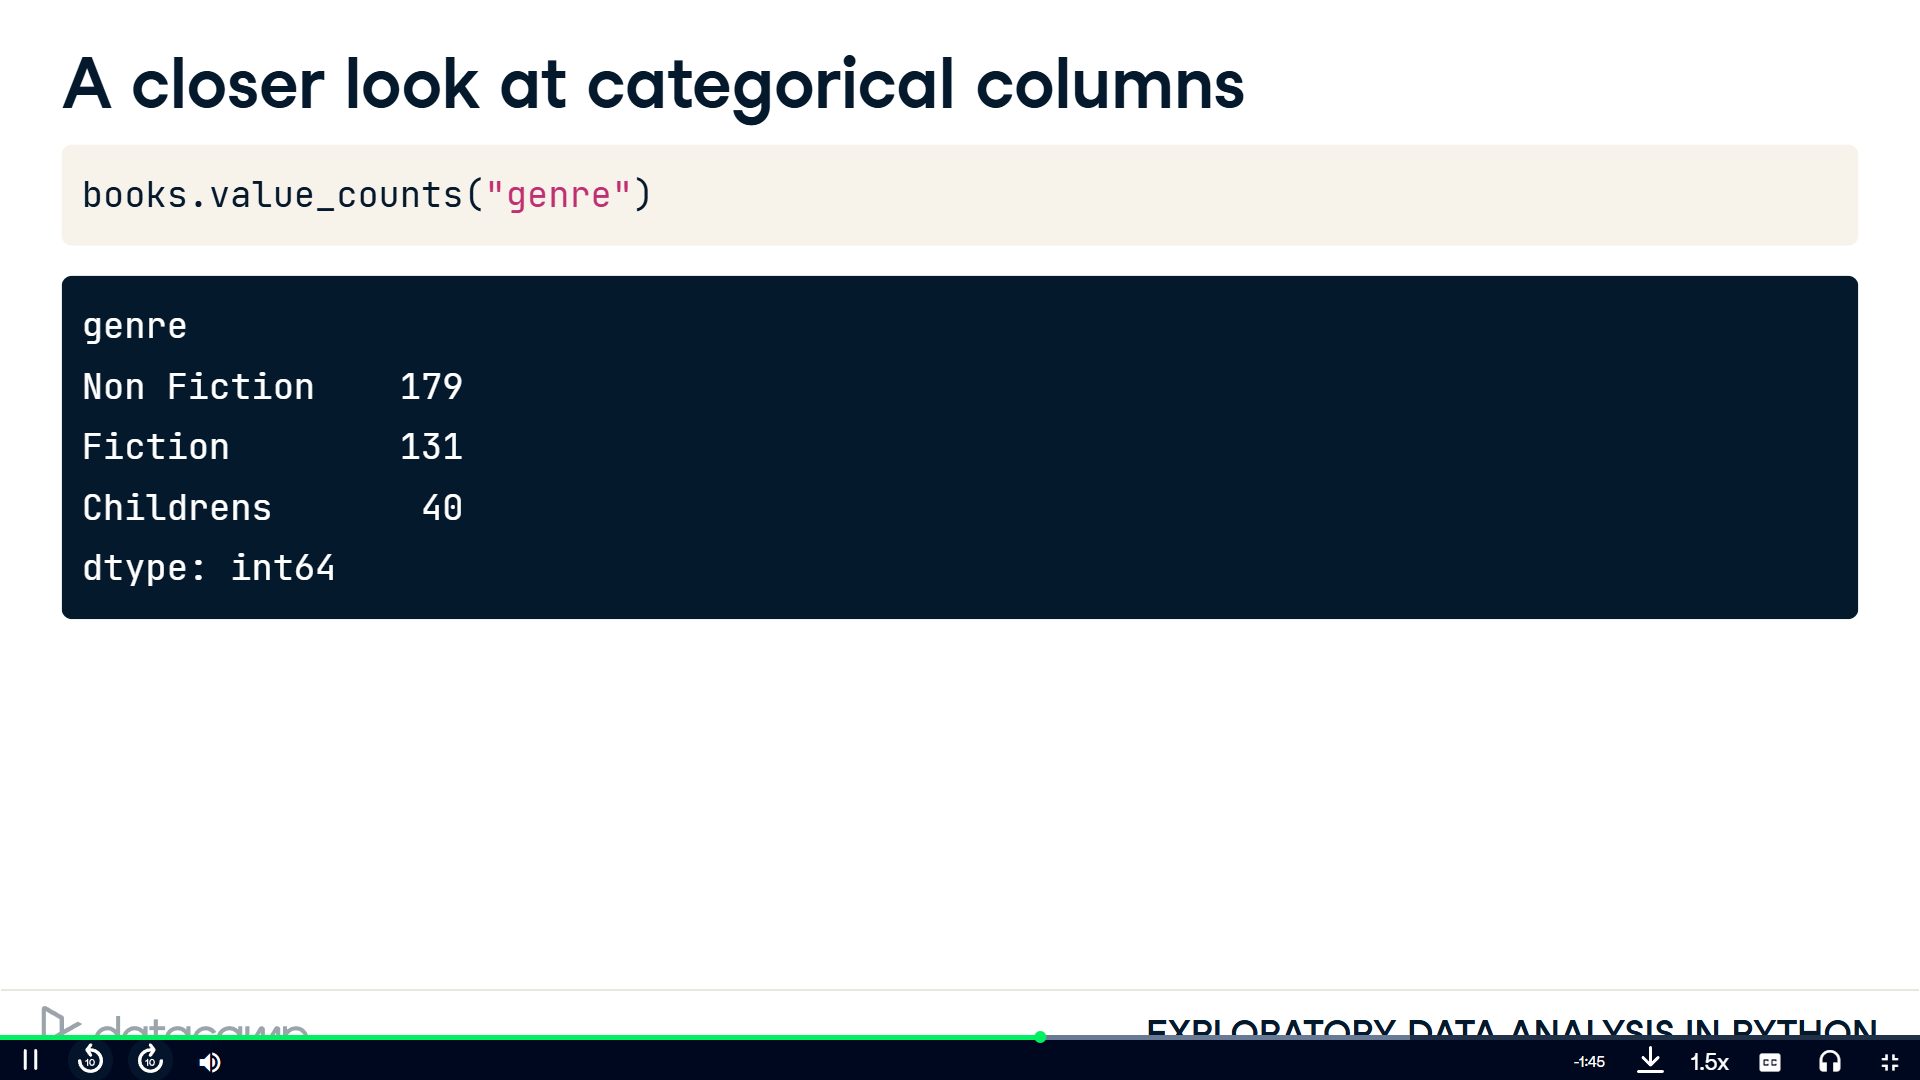 A closer look at categorical columns
books.value_counts("genre")
genre
Non Fiction    179
Fiction        131
Childrens       40
dtype: int64
datacamp
EXPLORATORY DATA ANALYSIS IN PYTHON
10
10
-1:45
1.5x
CC